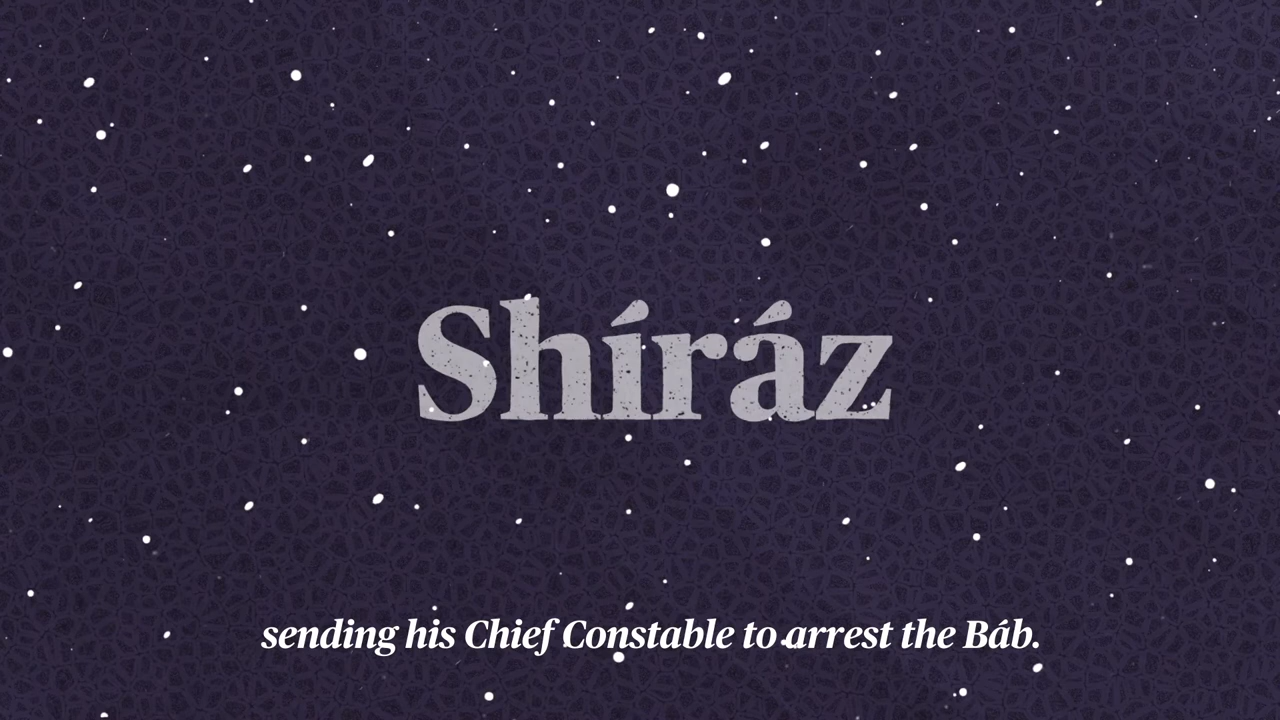 Shíráz
sending his Chief Constable to arrest the Báb.